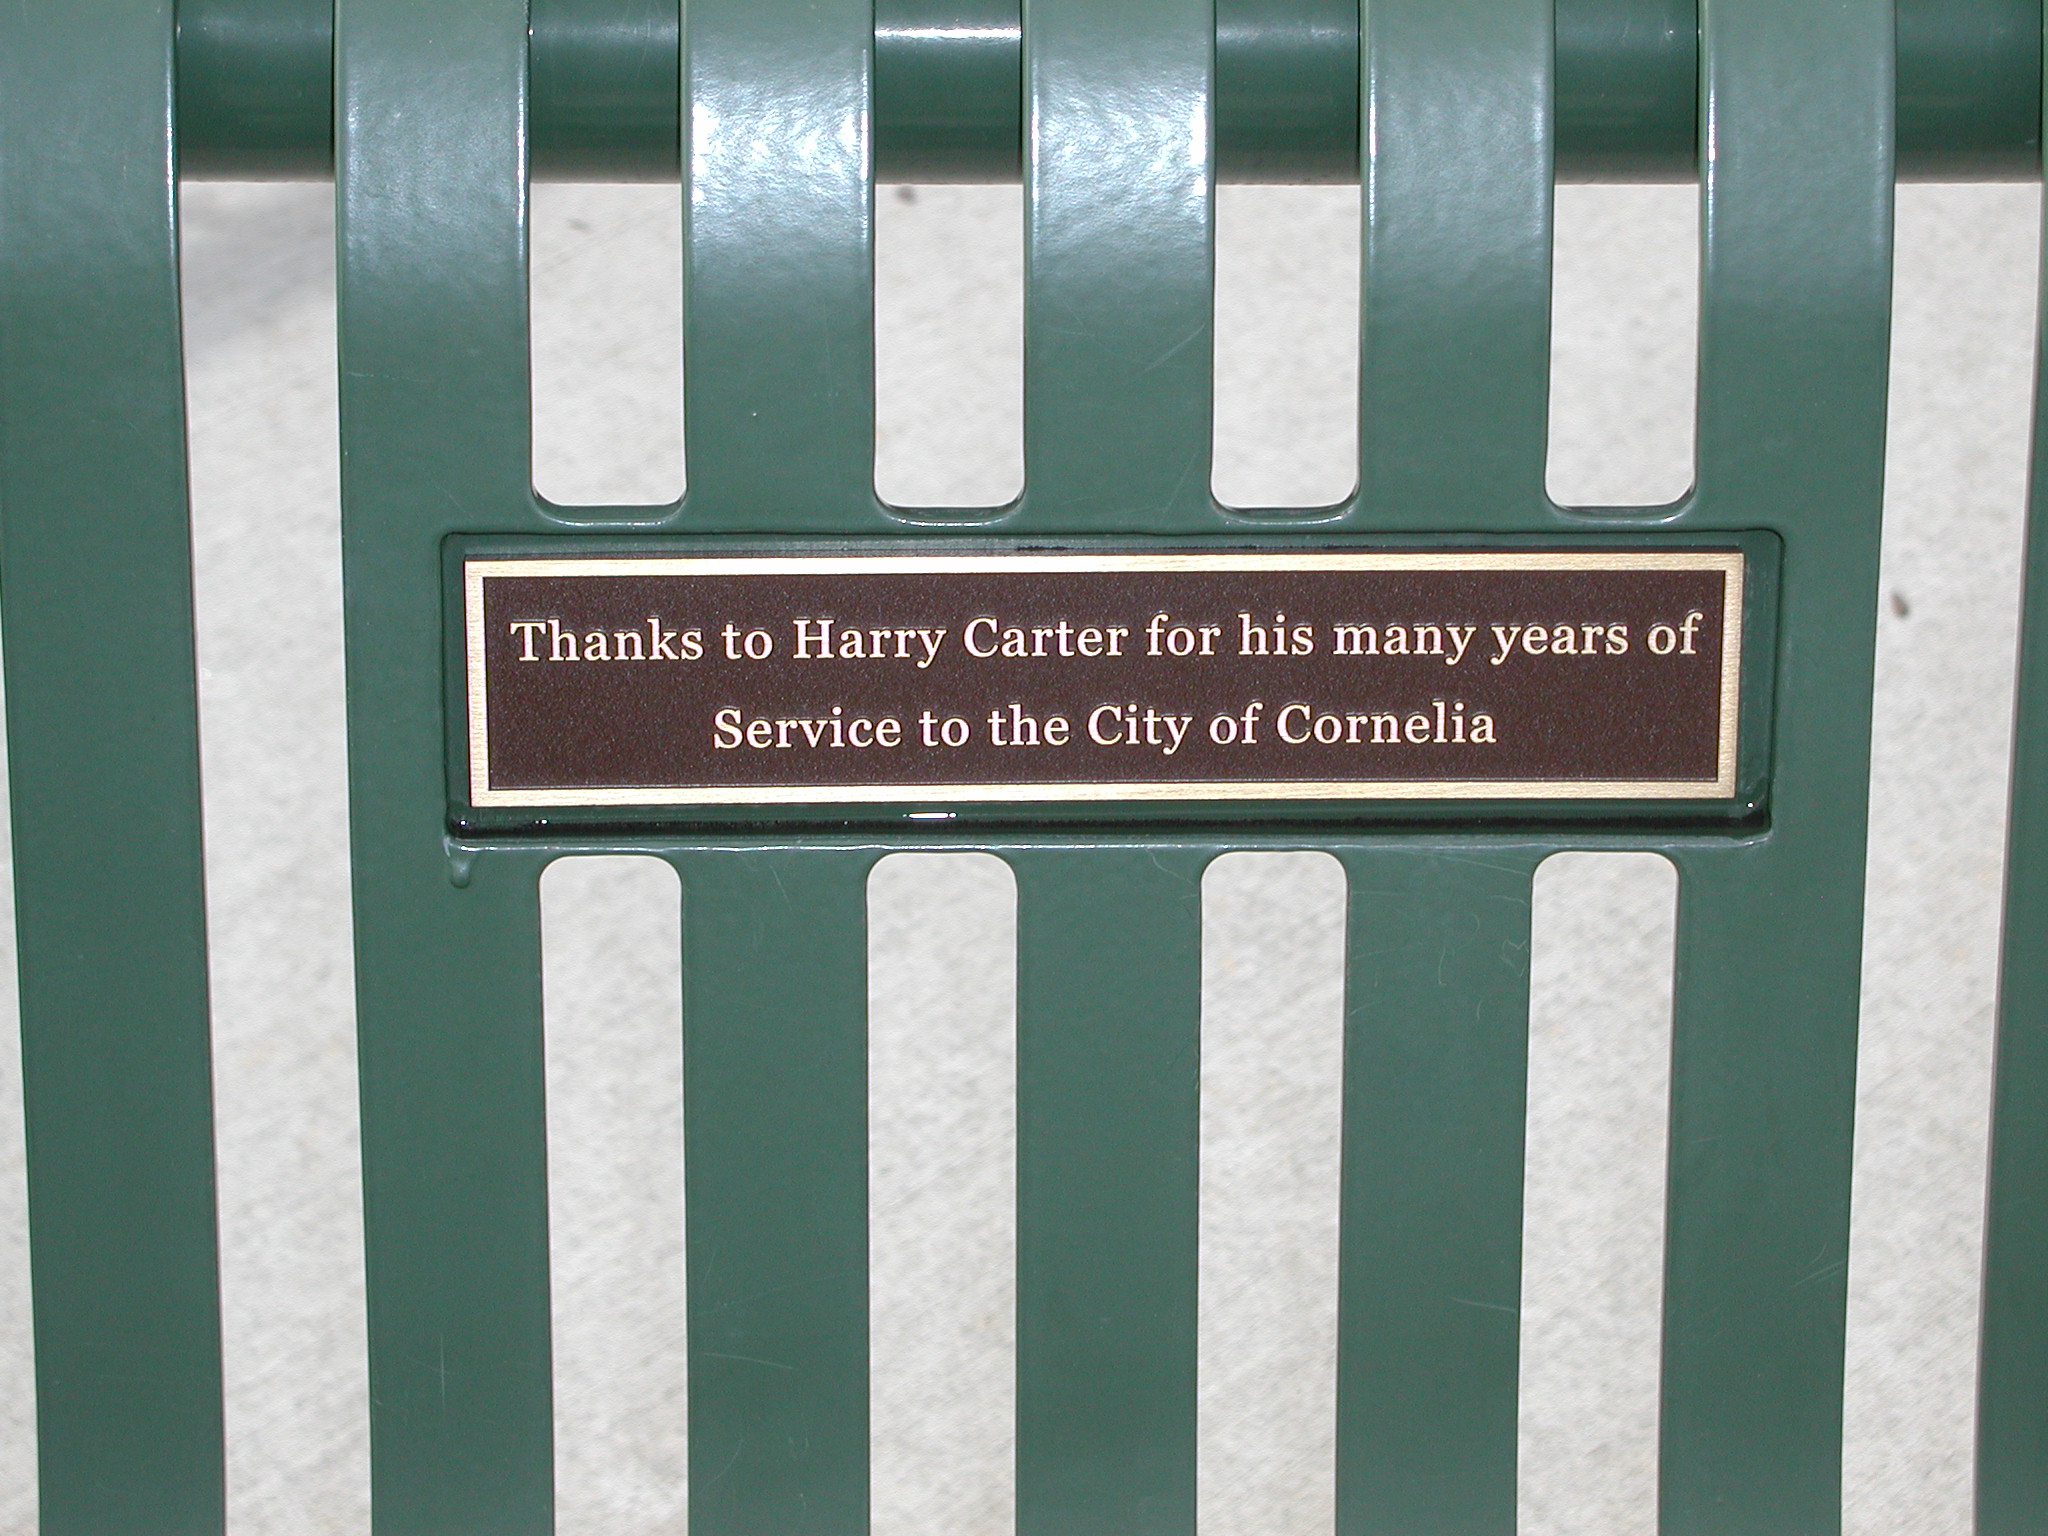 Thanks to Harry Carter for his many years of
Service to the City of Cornelia